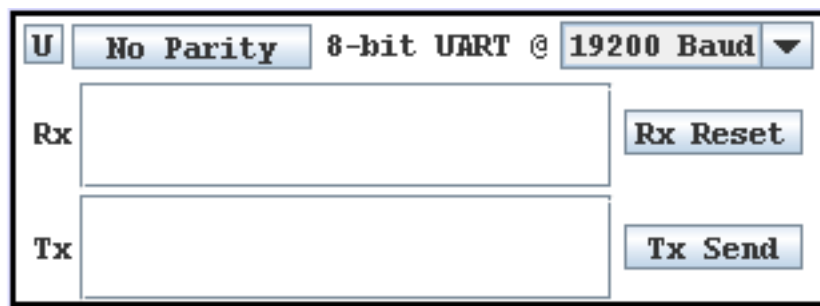 U No Parity 8-bit UART @ 19200 Baud
Rx Rx Reset
Tx Tx Send